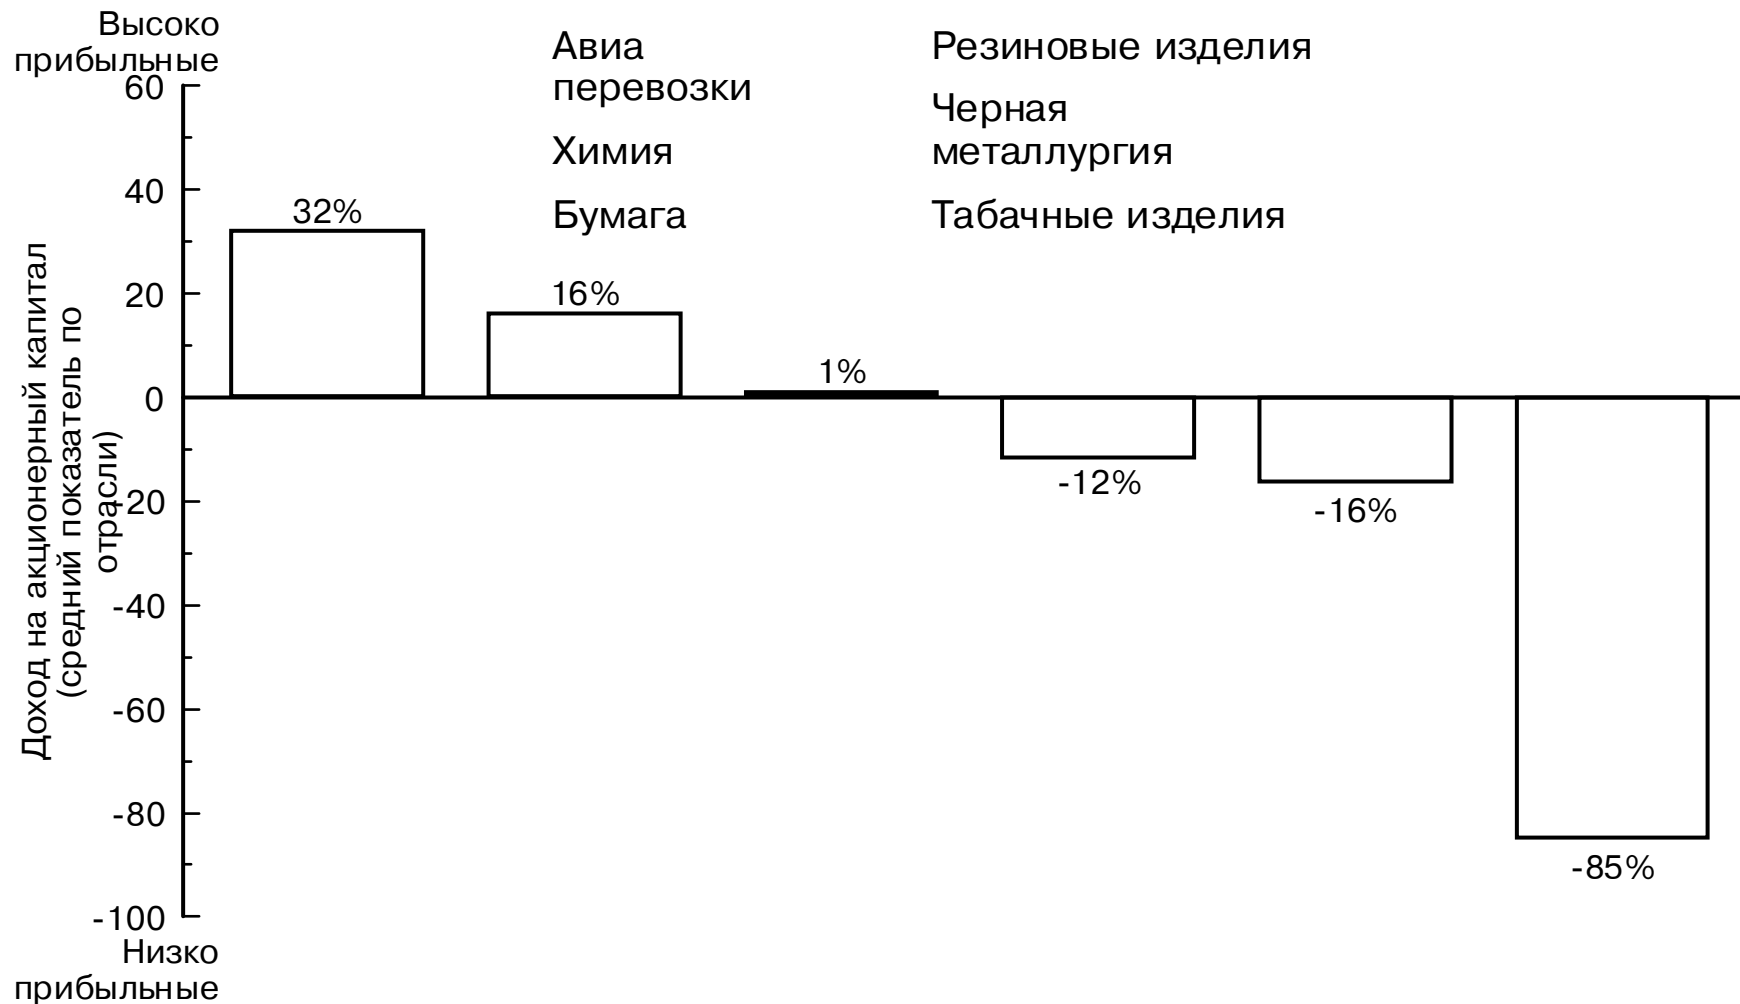 Высоко
прибыльные
Авиа
перевозки
Химия
Бумага
Резиновые изделия
Черная
металлургия
Табачные изделия
60
40
20
0
-20
-40
-60
-80
-100
Доход на акционерный капитал
(средний показатель по
отрасли)
32%
16%
1%
-12%
-16%
-85%
Низко
прибыльные